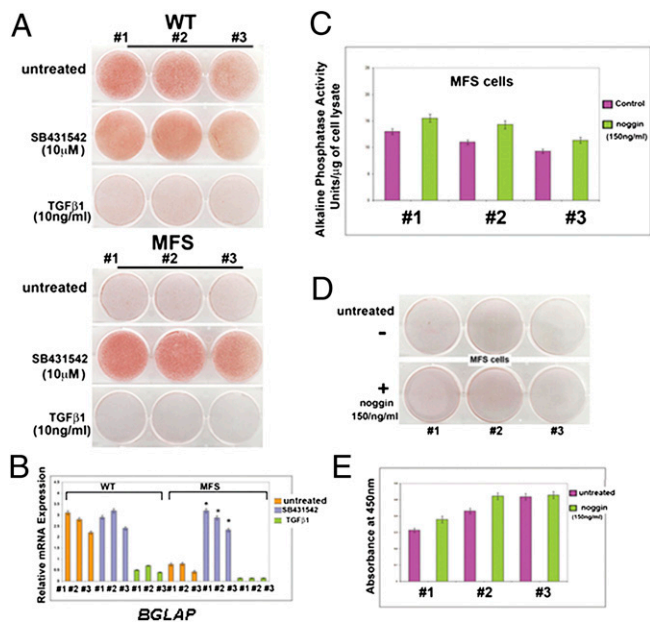 A
WT
#1 #2 #3
untreated
SB431542
(10μM)
TGFβ1
(10ng/ml)
MFS
#1 #2 #3
untreated
SB431542
(10μM)
TGFβ1
(10ng/ml)
B
Relative mRNA Expression
WT MFS
untreated
SB431542
TGFβ1
* * *
#1 #2 #3 #1 #2 #3 #1 #2 #3 #1 #2 #3 #1 #2 #3 #1 #2 #3
BGLAP
C
Alkaline Phosphatase Activity
Units/μg of cell lysate
MFS cells
Control
noggin
(150ng/ml)
#1 #2 #3
D
untreated
-
MFS cells
+
noggin
150/ng/ml)
#1 #2 #3
E
Absorbance at 450nm
untreated
noggin
(150ng/ml)
#1 #2 #3